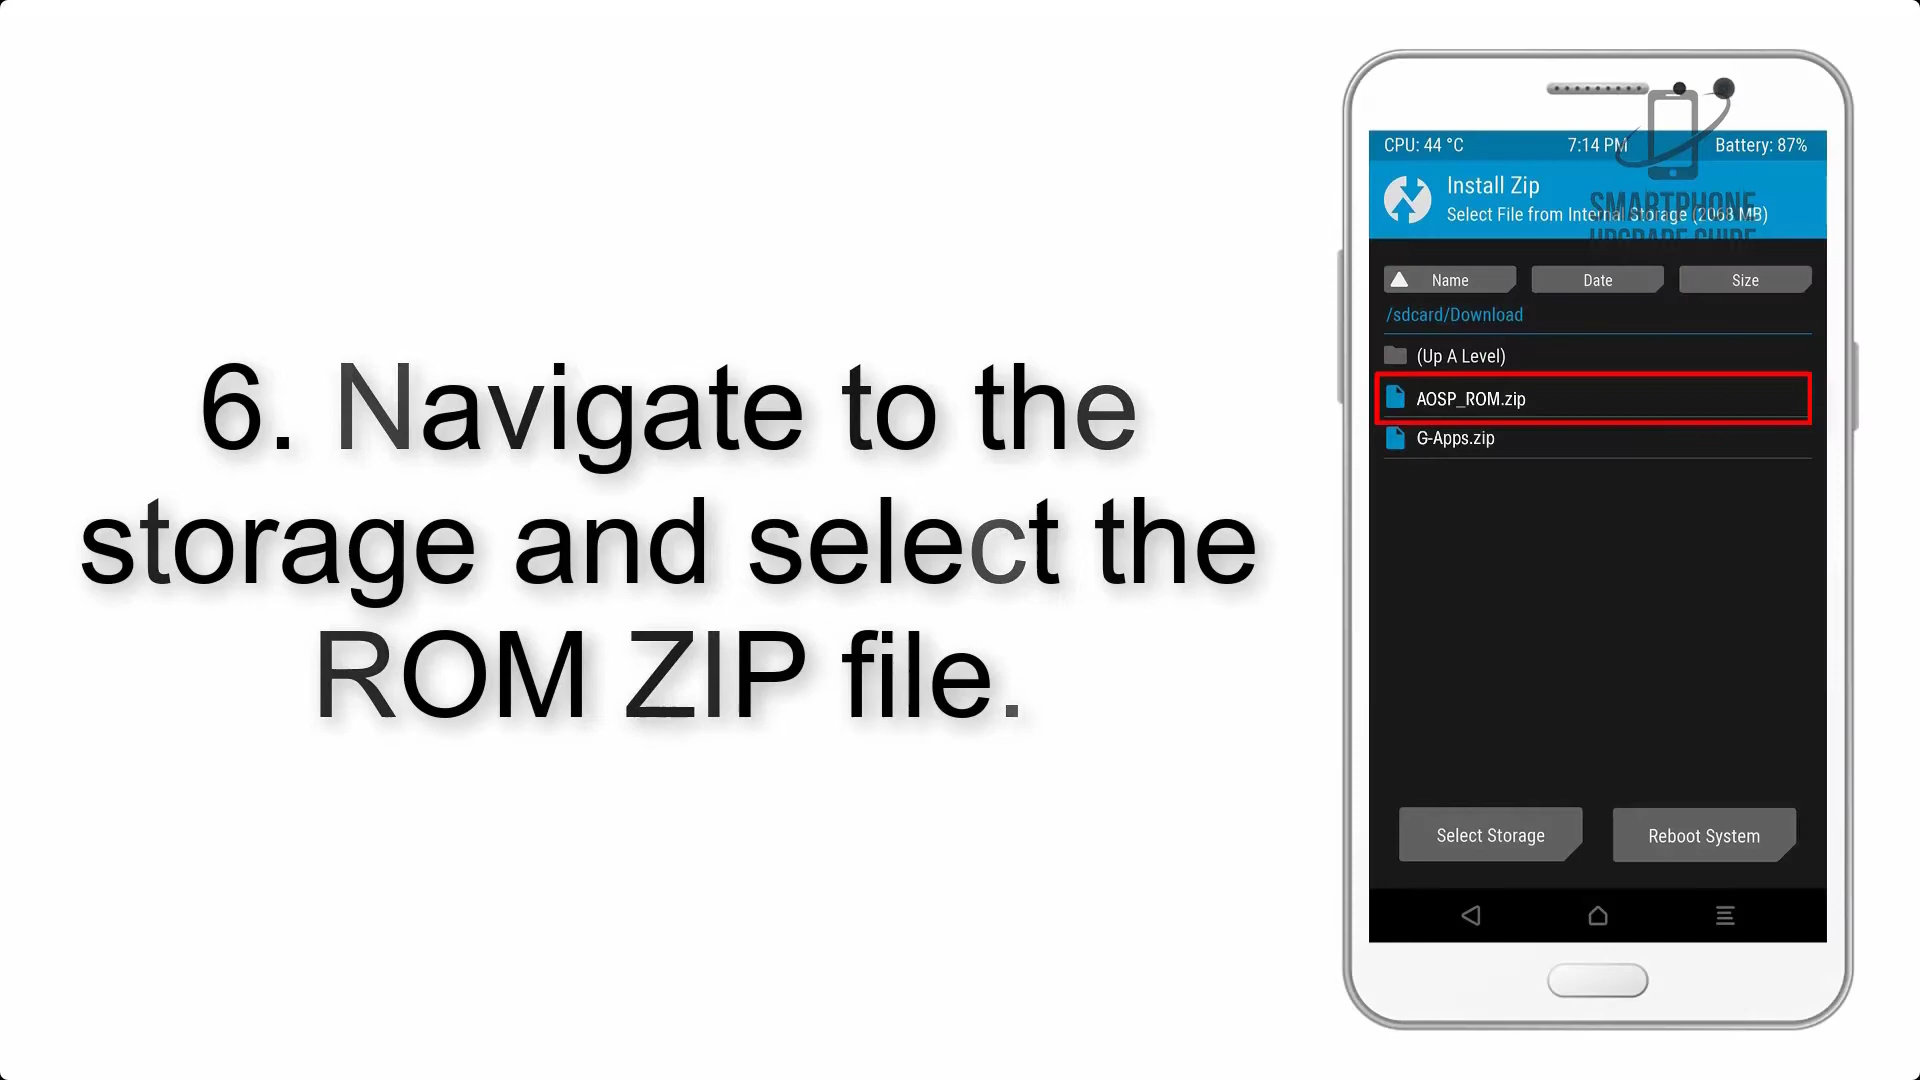 6. Navigate to the
storage and select the
ROM ZIP file.
CPU: 44 °C 7:14 PM Battery: 87%
Install Zip
Select File from Internal Storage (2068 MB)
SMARTPHONE
UPGRADE GUIDE
Name Date Size
/sdcard/Download
(Up A Level)
AOSP_ROM.zip
G-Apps.zip
Select Storage Reboot System